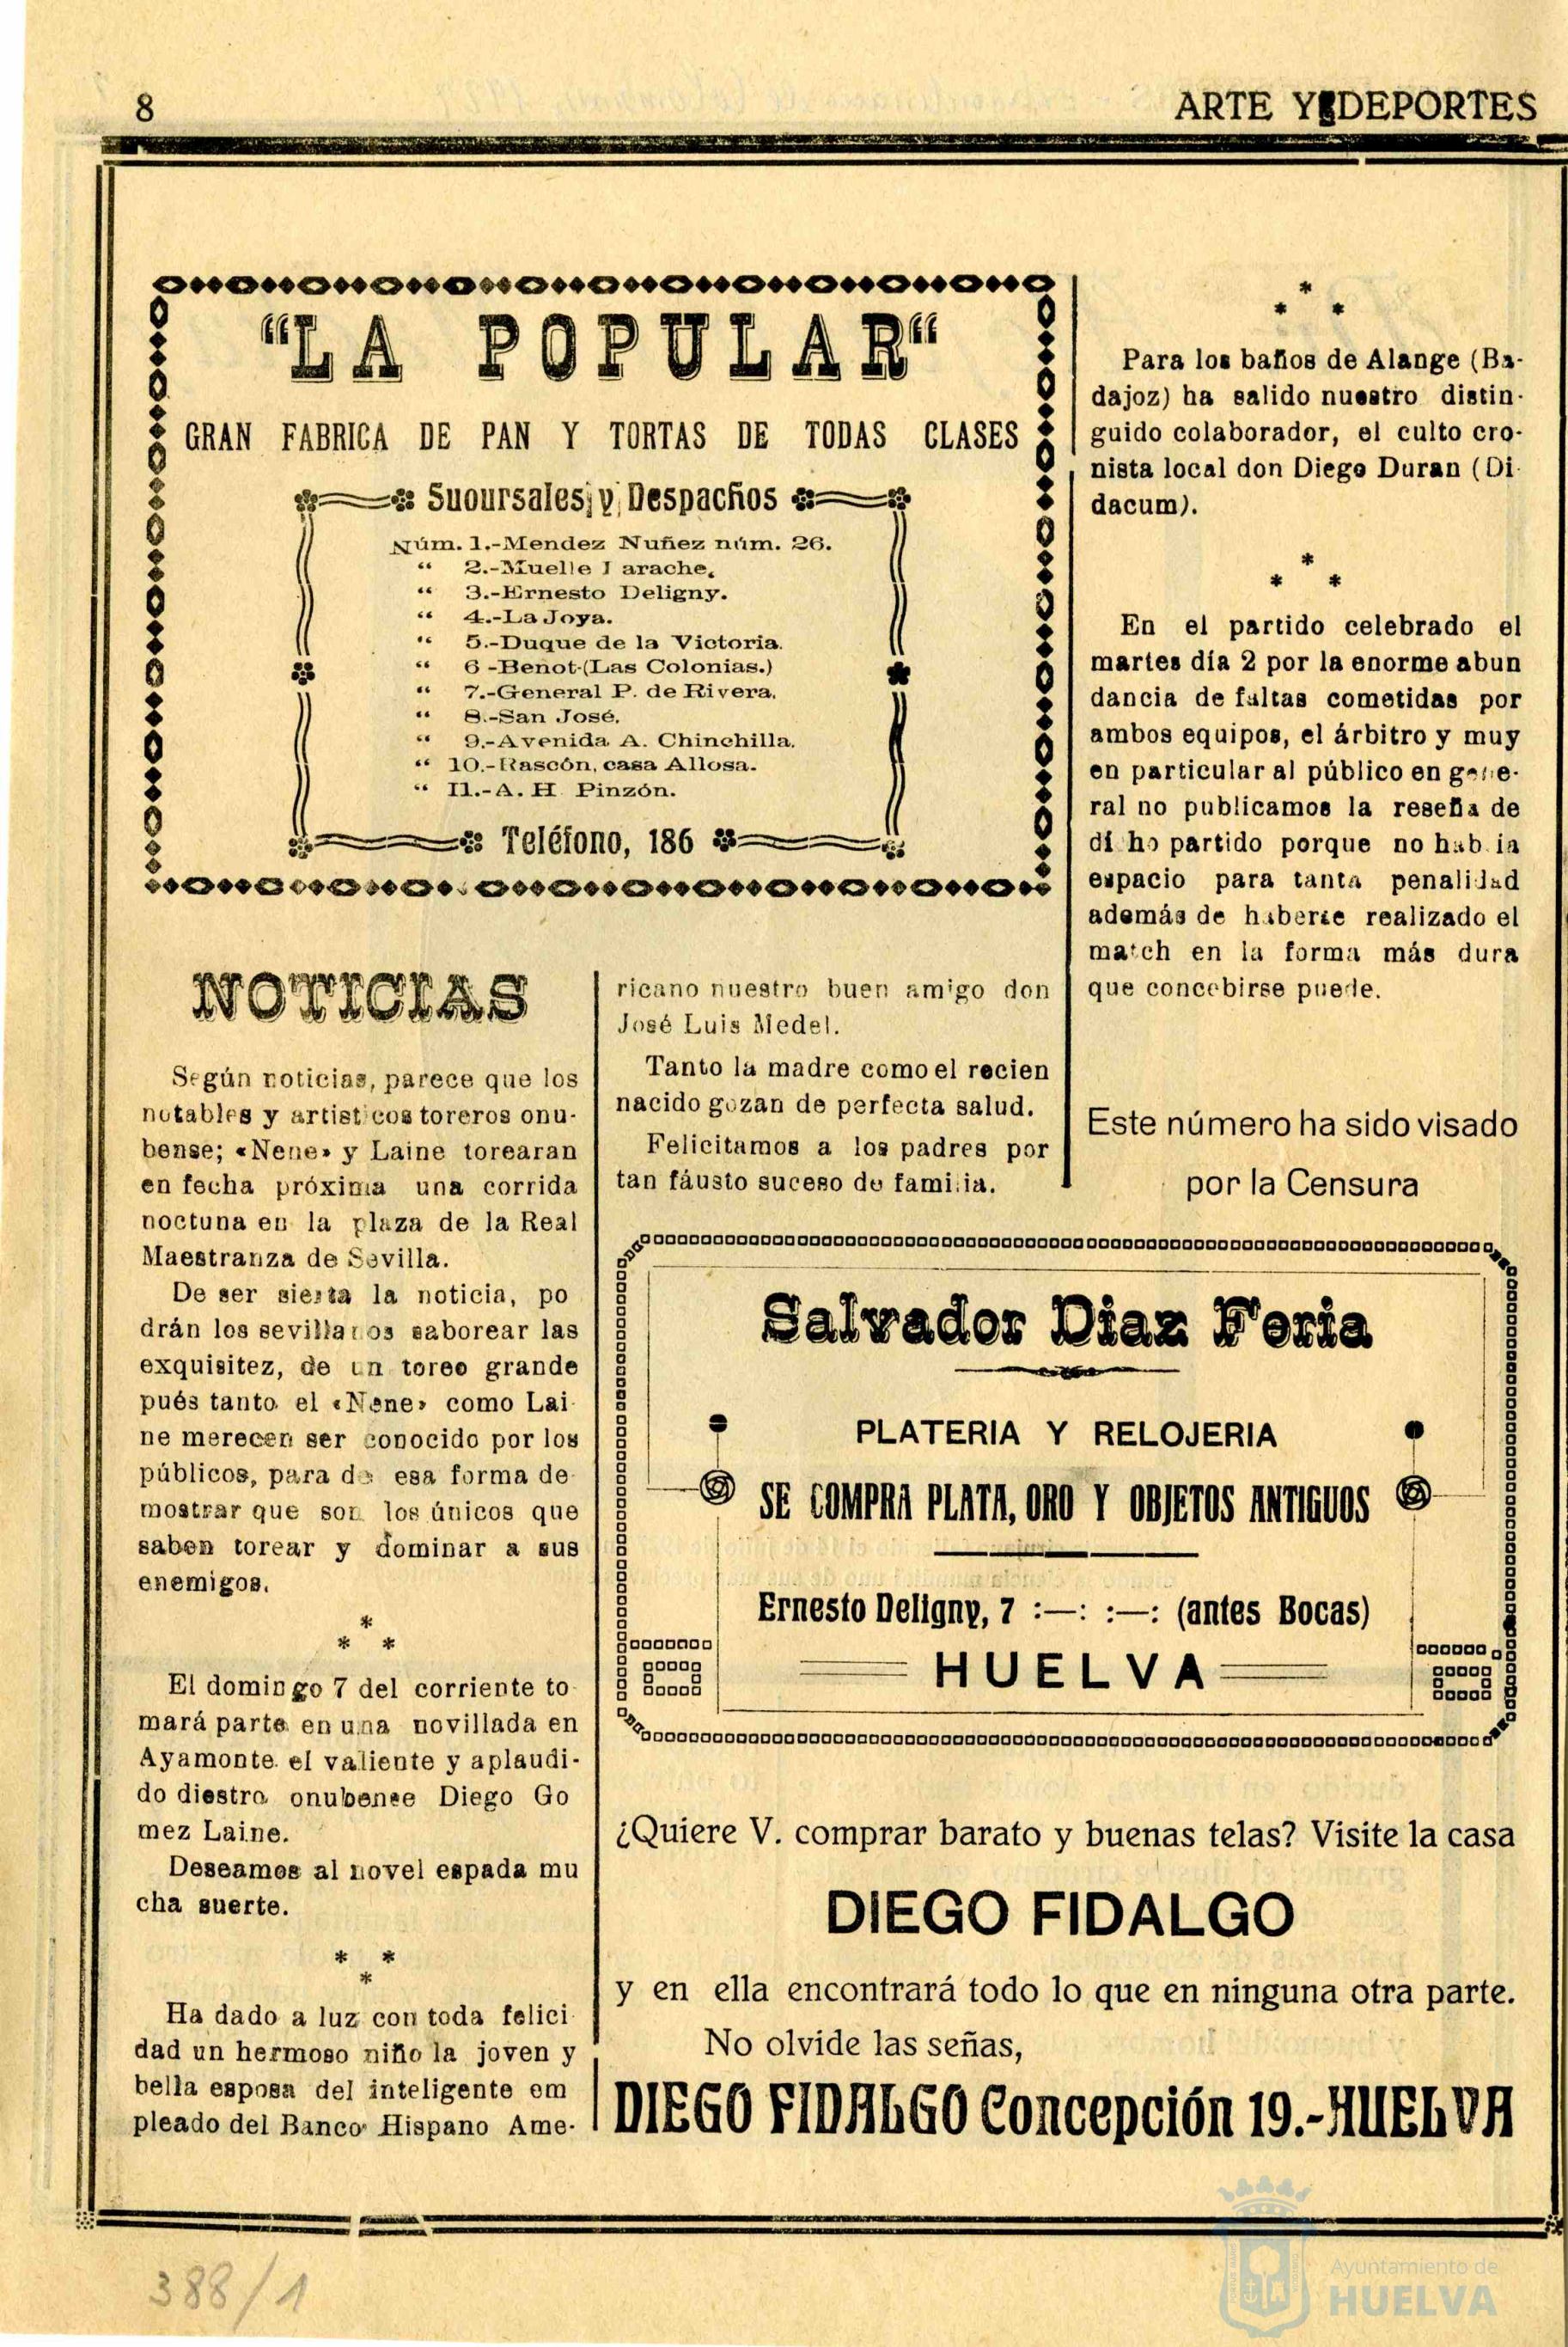 8
ARTE Y DEPORTES
"LA POPULAR"
GRAN FABRICA DE PAN Y TORTAS DE TODAS CLASES
Suoursales y Despachos
Núm. 1.-Mendez Nuñez núm. 26.
“ 2.-Muelle arache.
“ 3.-Ernesto Deligny.
“ 4.-La Joya.
“ 5.-Duque de la Victoria.
“ 6 -Benot-(Las Colonias.)
“ 7.-General P. de Rivera.
“ 8.-San José.
“ 9.-Avenida A. Chinchilla.
“ 10.-Rascón, casa Allosa.
“ 11.-A. H. Pinzón.
Teléfono, 186
NOTICIAS
Según noticias, parece que los
notables y artisticos toreros onu-
bense; «Nene» y Laine torearan
en fecha próxima una corrida
noctuna en la plaza de la Real
Maestranza de Sevilla.
De ser sierta la noticia, po
drán los sevillanos saborear las
exquisitez, de un toreo grande
pués tanto el «Nene» como Lai
ne merecen ser conocido por los
públicos, para de esa forma de
mostrar que son los únicos que
saben torear y dominar a sus
enemigos.
* * *
El domingo 7 del corriente to
mará parte en una novillada en
Ayamonte el valiente y aplaudi-
do diestro onubense Diego Go
mez Laine.
Deseamos al novel espada mu
cha suerte.
* * *
Ha dado a luz con toda felici
dad un hermoso niño la joven y
bella esposa del inteligente em
pleado del Banco Hispano Ame-
ricano nuestro buen amigo don
José Luis Medel.
Tanto la madre como el recien
nacido gozan de perfecta salud.
Felicitamos a los padres por
tan fáusto suceso de familia.
* * *
Para los baños de Alange (Ba-
dajoz) ha salido nuestro distin-
guido colaborador, el culto cro-
nista local don Diego Duran (Di
dacum).
* * *
En el partido celebrado el
martes día 2 por la enorme abun
dancia de faltas cometidas por
ambos equipos, el árbitro y muy
en particular al público en gene-
ral no publicamos la reseña de
dicho partido porque no habia
espacio para tanta penalidad
además de haberse realizado el
match en la forma más dura
que concebirse puede.
Este número ha sido visado
por la Censura
Salvador Diaz Feria
PLATERIA Y RELOJERIA
SE COMPRA PLATA, ORO Y OBJETOS ANTIGUOS
Ernesto Deligny, 7 :—: :—: (antes Bocas)
HUELVA
¿Quiere V. comprar barato y buenas telas? Visite la casa
DIEGO FIDALGO
y en ella encontrará todo lo que en ninguna otra parte.
No olvide las señas,
DIEGO FIDALGO Concepción 19.-HUELVA
388/1
Ayuntamiento de
HUELVA